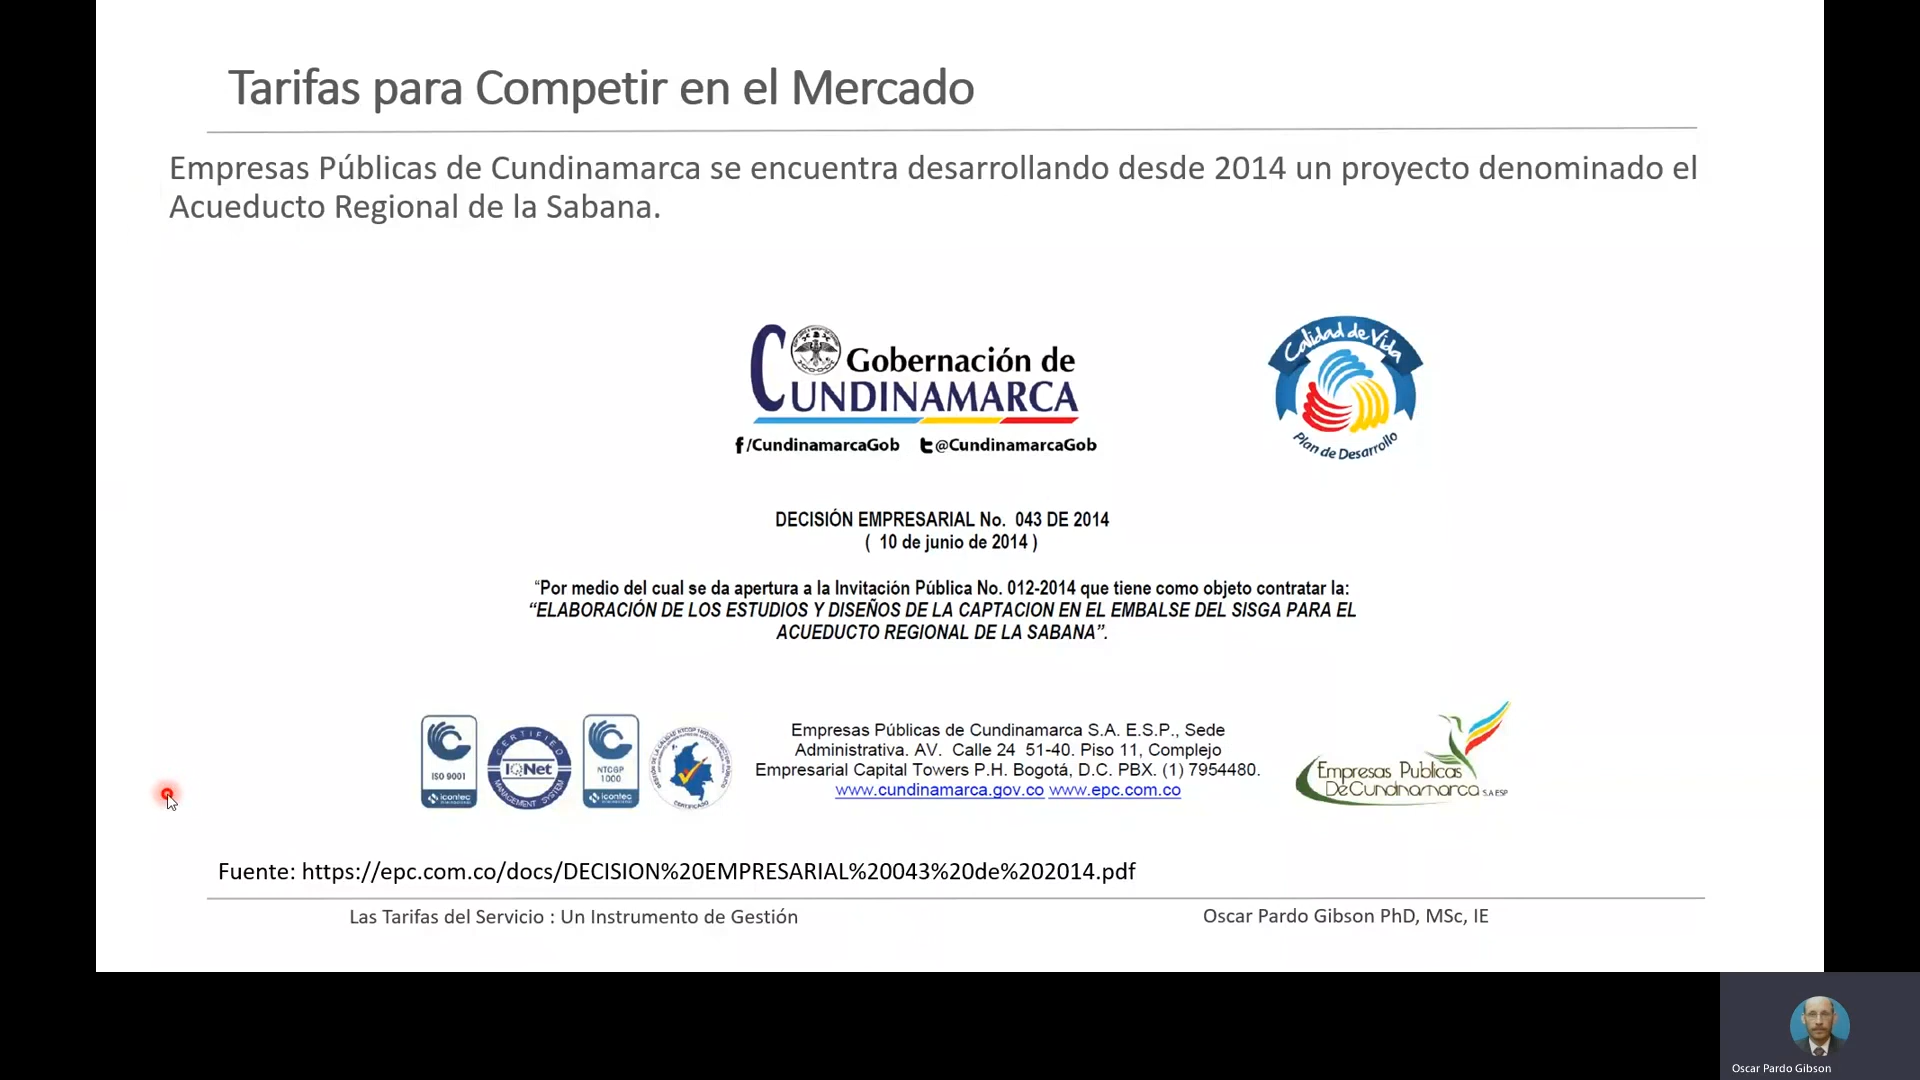 Tarifas para Competir en el Mercado
Empresas Públicas de Cundinamarca se encuentra desarrollando desde 2014 un proyecto denominado el
Acueducto Regional de la Sabana.
Gobernación de
CUNDINAMARCA
/CundinamarcaGob @CundinamarcaGob
Calidad de Vida
Plan de Desarrollo
DECISIÓN EMPRESARIAL No. 043 DE 2014
( 10 de junio de 2014 )
“Por medio del cual se da apertura a la Invitación Pública No. 012-2014 que tiene como objeto contratar la:
“ELABORACIÓN DE LOS ESTUDIOS Y DISEÑOS DE LA CAPTACION EN EL EMBALSE DEL SISGA PARA EL
ACUEDUCTO REGIONAL DE LA SABANA”.
ISO 9001
icontec
CERTIFIED
IQNet
MANAGEMENT SYSTEM
NTCGP
1000
icontec
CERTIFICADO
Empresas Públicas de Cundinamarca S.A. E.S.P., Sede
Administrativa. AV. Calle 24 51-40. Piso 11, Complejo
Empresarial Capital Towers P.H. Bogotá, D.C. PBX. (1) 7954480.
www.cundinamarca.gov.co www.epc.com.co
Empresas Publicas
DeCundinamarca S.A ESP
Fuente: https://epc.com.co/docs/DECISION%20EMPRESARIAL%20043%20de%202014.pdf
Las Tarifas del Servicio : Un Instrumento de Gestión
Oscar Pardo Gibson PhD, MSc, IE
Oscar Pardo Gibson